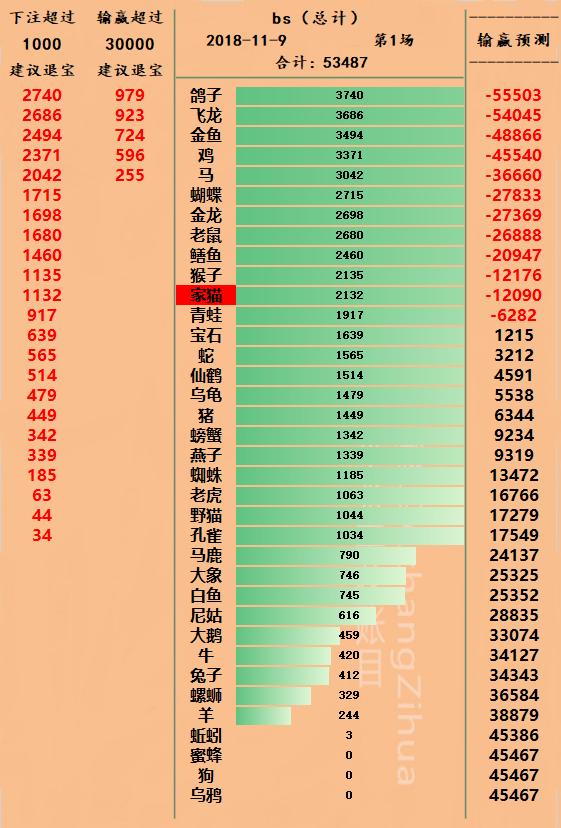 下注超过 输赢超过 bs（总计） ----------
1000 30000 2018-11-9 第1场 输赢预测
建议退宝 建议退宝 合计：53487 ----------
2740 979 鸽子 3740 -55503
2686 923 飞龙 3686 -54045
2494 724 金鱼 3494 -48866
2371 596 鸡 3371 -45540
2042 255 马 3042 -36660
1715 蝴蝶 2715 -27833
1698 金龙 2698 -27369
1680 老鼠 2680 -26888
1460 鳝鱼 2460 -20947
1135 猴子 2135 -12176
1132 家猫 2132 -12090
917 青蛙 1917 -6282
639 宝石 1639 1215
565 蛇 1565 3212
514 仙鹤 1514 4591
479 乌龟 1479 5538
449 猪 1449 6344
342 螃蟹 1342 9234
339 燕子 1339 9319
185 蜘蛛 1185 13472
63 老虎 1063 16766
44 野猫 1044 17279
34 孔雀 1034 17549
马鹿 790 24137
大象 746 25325
白鱼 745 25352
尼姑 616 28835
大鹅 459 33074
牛 420 34127
兔子 412 34343
螺蛳 329 36584
羊 244 38879
蚯蚓 3 45386
蜜蜂 0 45467
狗 0 45467
乌鸦 0 45467